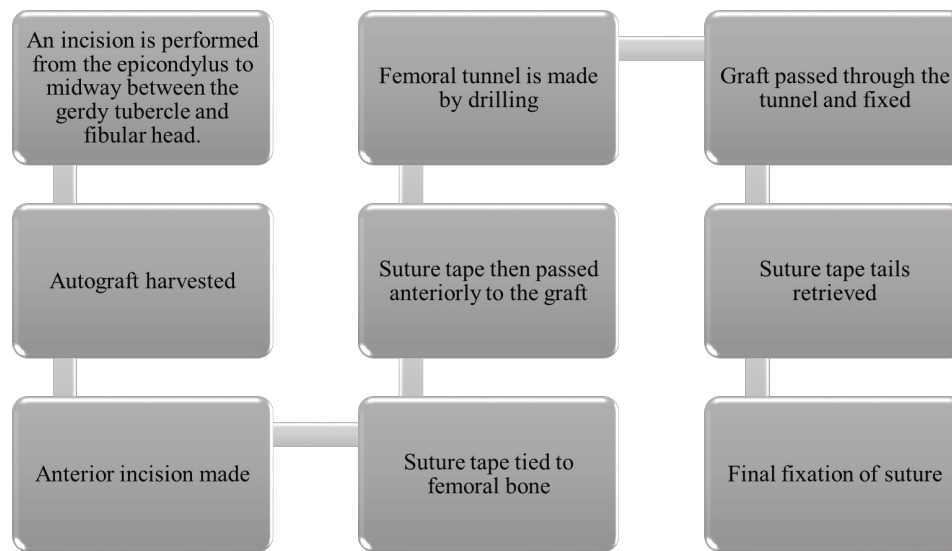 An incision is performed
from the epicondylus to
midway between the
gerdy tubercle and
fibular head.
Autograft harvested
Anterior incision made
Suture tape tied to
femoral bone
Suture tape then passed
anteriorly to the graft
Femoral tunnel is made
by drilling
Graft passed through the
tunnel and fixed
Suture tape tails
retrieved
Final fixation of suture